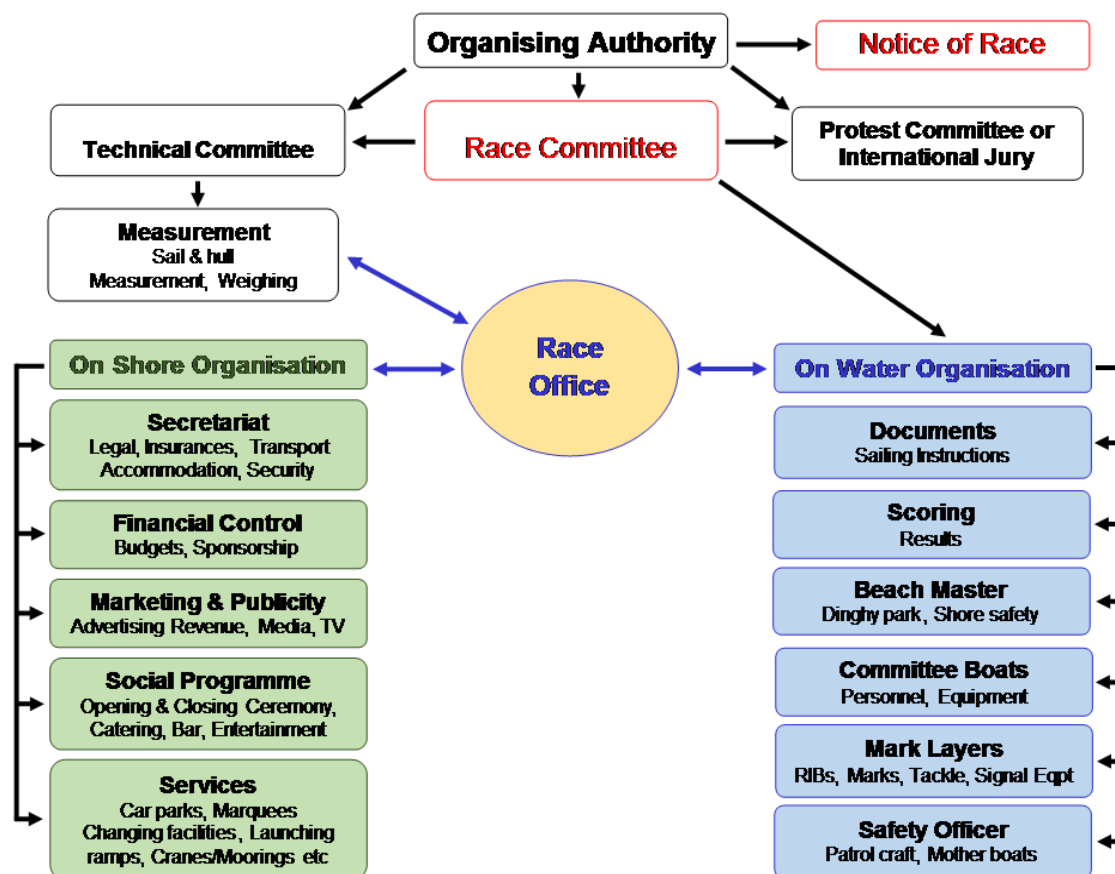 Organising Authority
Notice of Race
Technical Committee
Race Committee
Protest Committee or
International Jury
Measurement
Sail & hull
Measurement, Weighing
Race
Office
On Shore Organisation
On Water Organisation
Secretariat
Legal, Insurances, Transport
Accommodation, Security
Financial Control
Budgets, Sponsorship
Marketing & Publicity
Advertising Revenue, Media, TV
Social Programme
Opening & Closing Ceremony,
Catering, Bar, Entertainment
Services
Car parks, Marquees
Changing facilities, Launching
ramps, Cranes/Moorings etc
Documents
Sailing Instructions
Scoring
Results
Beach Master
Dinghy park, Shore safety
Committee Boats
Personnel, Equipment
Mark Layers
RIBs, Marks, Tackle, Signal Eqpt
Safety Officer
Patrol craft, Mother boats